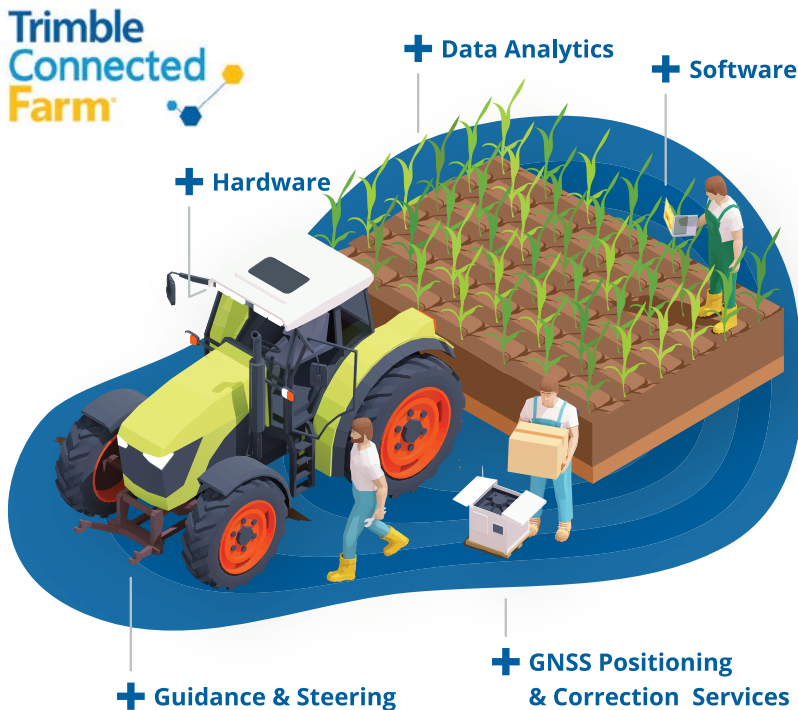 Trimble
Connected
Farm
+ Data Analytics
+ Software
+ Hardware
+ GNSS Positioning
& Correction Services
+ Guidance & Steering